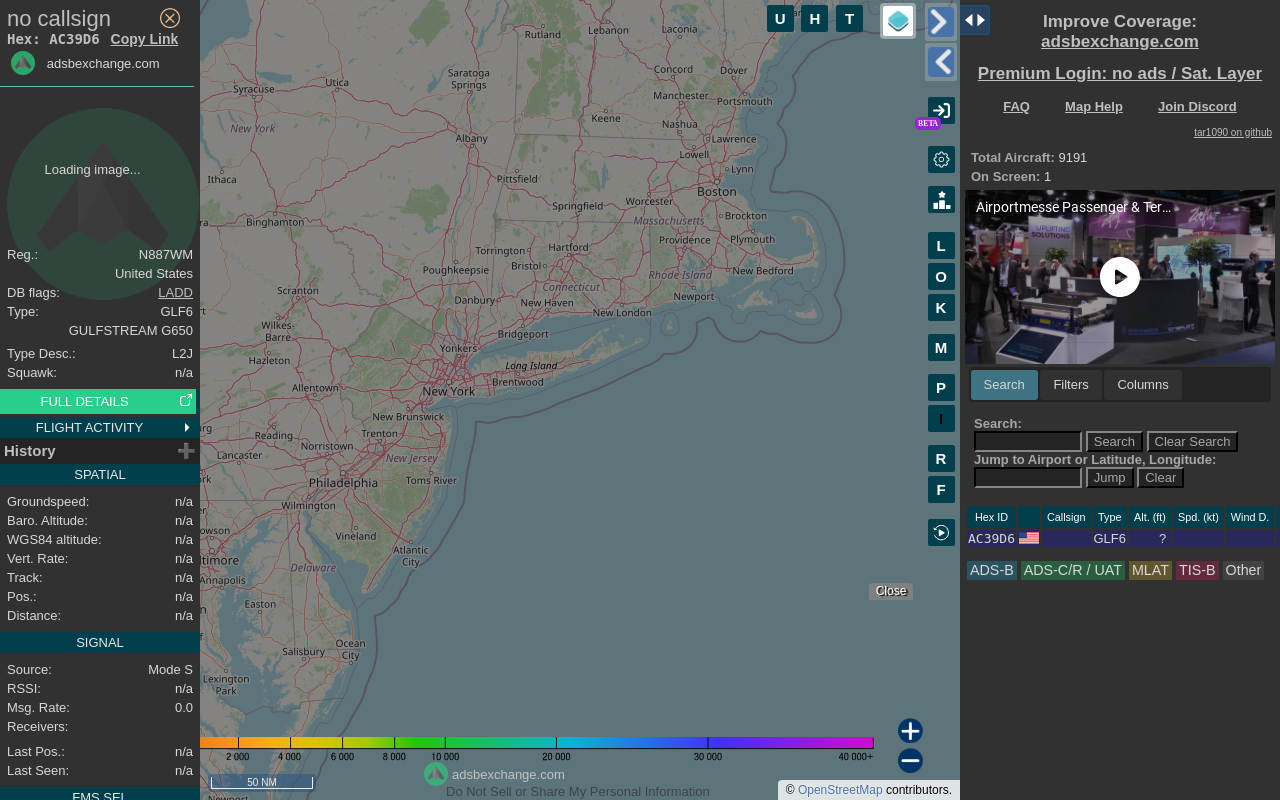 no callsign
Hex: AC39D6 Copy Link
adsbexchange.com
Loading image...
Reg.: N887WM
United States
DB flags: LADD
Type: GLF6
GULFSTREAM G650
Type Desc.: L2J
Squawk: n/a
FULL DETAILS
FLIGHT ACTIVITY
History
SPATIAL
Groundspeed: n/a
Baro. Altitude: n/a
WGS84 altitude: n/a
Vert. Rate: n/a
Track: n/a
Pos.: n/a
Distance: n/a
SIGNAL
Source: Mode S
RSSI: n/a
Msg. Rate: 0.0
Receivers:
Last Pos.: n/a
Last Seen: n/a
FMS SEL
Rutland
Lebanon
Laconia
Saratoga
Springs
Concord
Dover
Utica
Syracuse
Manchester
Portsmouth
New York
Keene
Nashua
Albany
Lawrence
Lowell
Lynn
Ithaca
Pittsfield
Boston
Worcester
Springfield
Massachusetts
Brockton
Binghamton
Providence
Plymouth
Torrington
Hartford
Bristol
Poughkeepsie
Rhode Island
New Bedford
Connecticut
Scranton
Danbury
New Haven
Newport
New London
Wilkes-
Barre
Bridgeport
Yonkers
Hazleton
Long Island
Brentwood
Allentown
New York
New Brunswick
Reading
Trenton
Norristown
Lancaster
New Jersey
Philadelphia
Toms River
Wilmington
Vineland
Atlantic
City
Annapolis
Delaware
Easton
Ocean
City
Salisbury
Lexington
Park
U H T
BETA
L
O
K
M
P
I
R
F
Close
2 000 4 000 6 000 8 000 10 000 20 000 30 000 40 000+
50 NM
adsbexchange.com
Do Not Sell or Share My Personal Information
© OpenStreetMap contributors.
Improve Coverage:
adsbexchange.com
Premium Login: no ads / Sat. Layer
FAQ Map Help Join Discord
tar1090 on github
Total Aircraft: 9191
On Screen: 1
Airportmesse Passenger & Ter...
UPLIFTING
SOLUTIONS
Search Filters Columns
Search:
Search Clear Search
Jump to Airport or Latitude, Longitude:
Jump Clear
Hex ID Callsign Type Alt. (ft) Spd. (kt) Wind D.
AC39D6 GLF6 ?
ADS-B ADS-C/R / UAT MLAT TIS-B Other